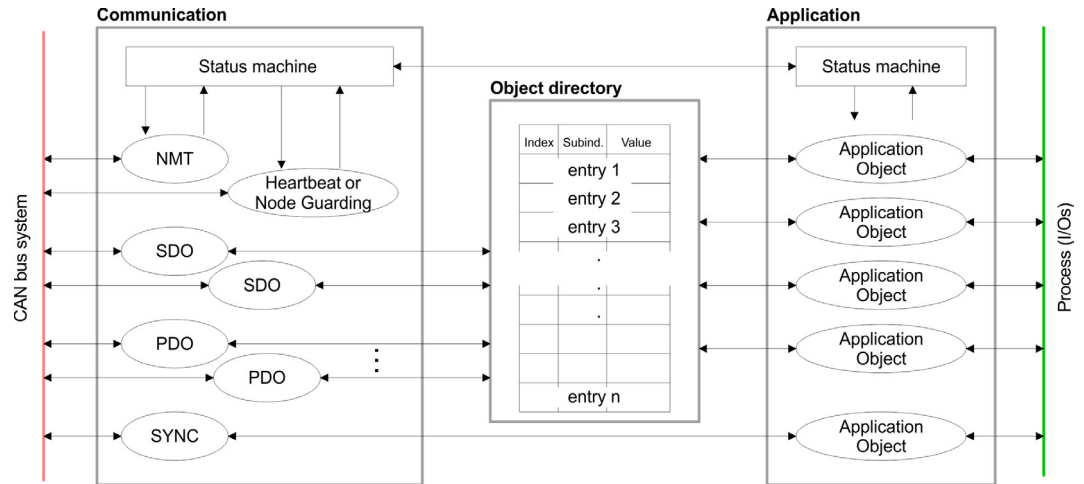 Communication
Application
Status machine
Status machine
Object directory
Index Subind. Value
NMT
entry 1
Application
Object
Heartbeat or
Node Guarding
entry 2
entry 3
Application
Object
SDO
SDO
Application
Object
PDO
Application
Object
PDO
entry n
SYNC
Application
Object
CAN bus system
Process (I/Os)